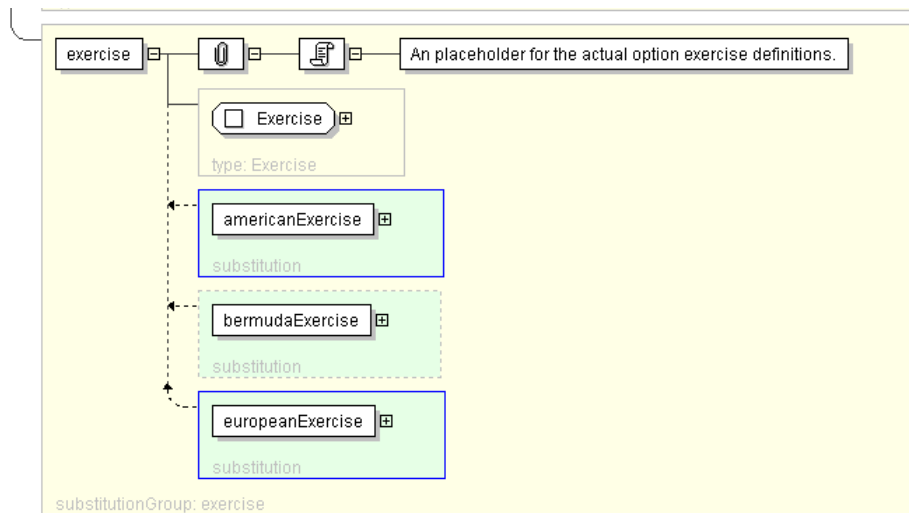 exercise
An placeholder for the actual option exercise definitions.
Exercise
type: Exercise
americanExercise
substitution
bermudaExercise
substitution
europeanExercise
substitution
substitutionGroup: exercise